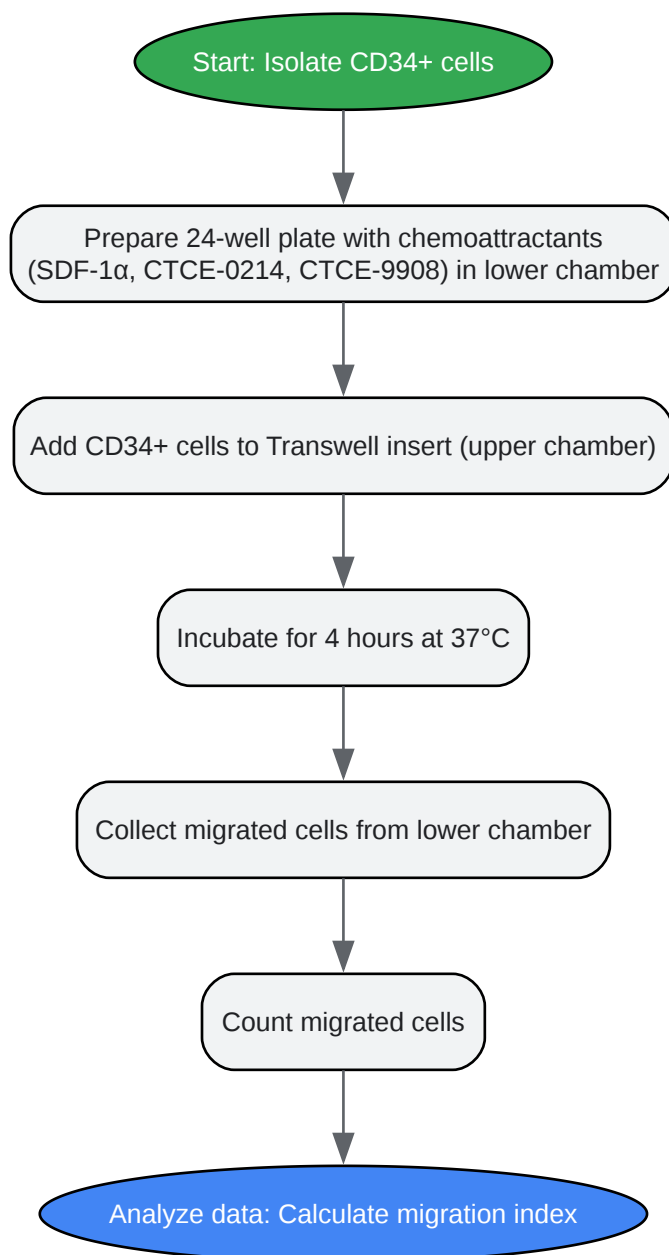 Start: Isolate CD34+ cells
Prepare 24-well plate with chemoattractants
(SDF-1α, CTCE-0214, CTCE-9908) in lower chamber
Add CD34+ cells to Transwell insert (upper chamber)
Incubate for 4 hours at 37°C
Collect migrated cells from lower chamber
Count migrated cells
Analyze data: Calculate migration index